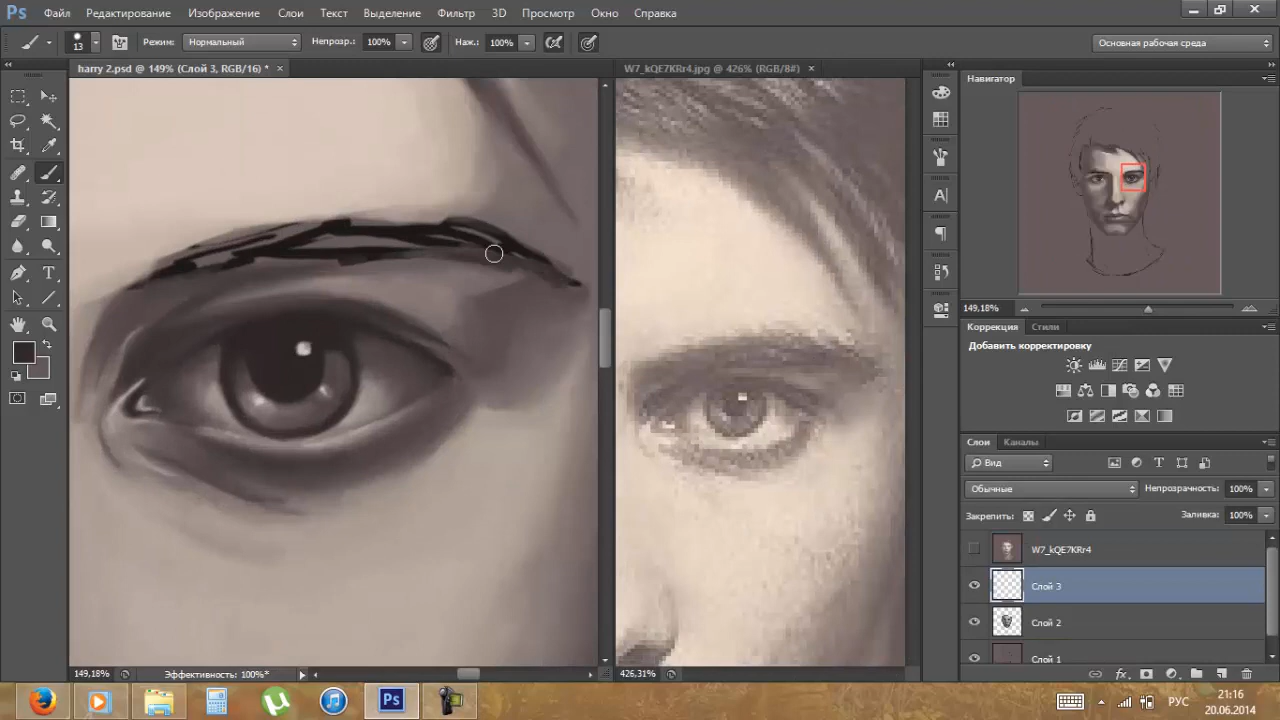 Ps Файл Редактирование Изображение Слои Текст Выделение Фильтр 3D Просмотр Окно Справка
13 Режим: Нормальный Непрозр.: 100% Наж.: 100% Основная рабочая среда
harry 2.psd @ 149% (Слой 3, RGB/16) * × W7_kQE7KRr4.jpg @ 426% (RGB/8#) ×
Навигатор
149,18%
Коррекция Стили
Добавить корректировку
Слои Каналы
Вид
Обычные Непрозрачность: 100%
Закрепить: Заливка: 100%
W7_kQE7KRr4
Слой 3
Слой 2
Слой 1
149,18% Эффективность: 100%* 426,31%
Ps РУС 21:16
20.06.2014